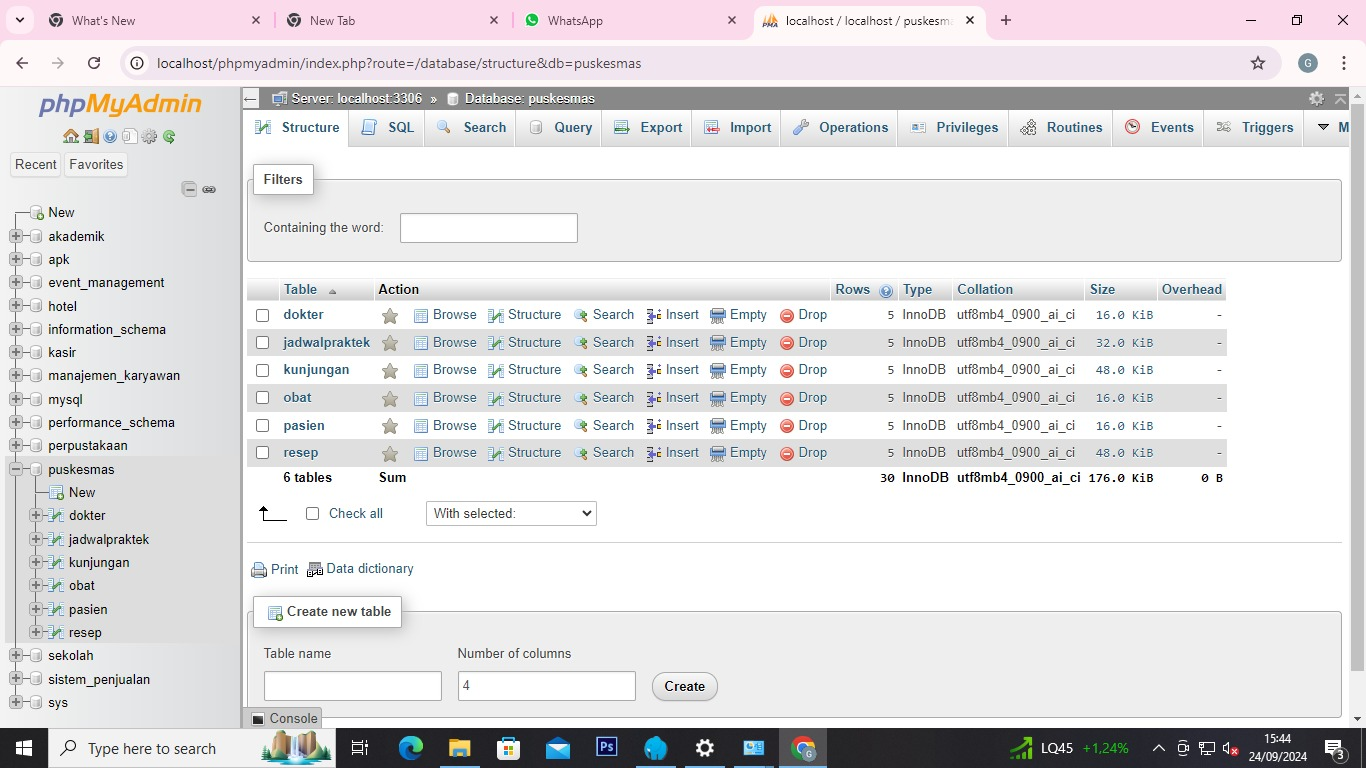 What's New
New Tab
WhatsApp
localhost / localhost / puskesma
localhost/phpmyadmin/index.php?route=/database/structure&db=puskesmas
G
phpMyAdmin
Recent Favorites
New
akademik
apk
event_management
hotel
information_schema
kasir
manajemen_karyawan
mysql
performance_schema
perpustakaan
puskesmas
New
dokter
jadwalpraktek
kunjungan
obat
pasien
resep
sekolah
sistem_penjualan
sys
Server: localhost:3306 » Database: puskesmas
Structure SQL Search Query Export Import Operations Privileges Routines Events Triggers M
Filters
Containing the word:
Table Action Rows Type Collation Size Overhead
dokter Browse Structure Search Insert Empty Drop 5 InnoDB utf8mb4_0900_ai_ci 16.0 KiB -
jadwalpraktek Browse Structure Search Insert Empty Drop 5 InnoDB utf8mb4_0900_ai_ci 32.0 KiB -
kunjungan Browse Structure Search Insert Empty Drop 5 InnoDB utf8mb4_0900_ai_ci 48.0 KiB -
obat Browse Structure Search Insert Empty Drop 5 InnoDB utf8mb4_0900_ai_ci 16.0 KiB -
pasien Browse Structure Search Insert Empty Drop 5 InnoDB utf8mb4_0900_ai_ci 16.0 KiB -
resep Browse Structure Search Insert Empty Drop 5 InnoDB utf8mb4_0900_ai_ci 48.0 KiB -
6 tables Sum 30 InnoDB utf8mb4_0900_ai_ci 176.0 KiB 0 B
Check all With selected:
Print Data dictionary
Create new table
Table name Number of columns
4 Create
Console
Type here to search
Ps
G
LQ45 +1,24%
15:44
24/09/2024
3